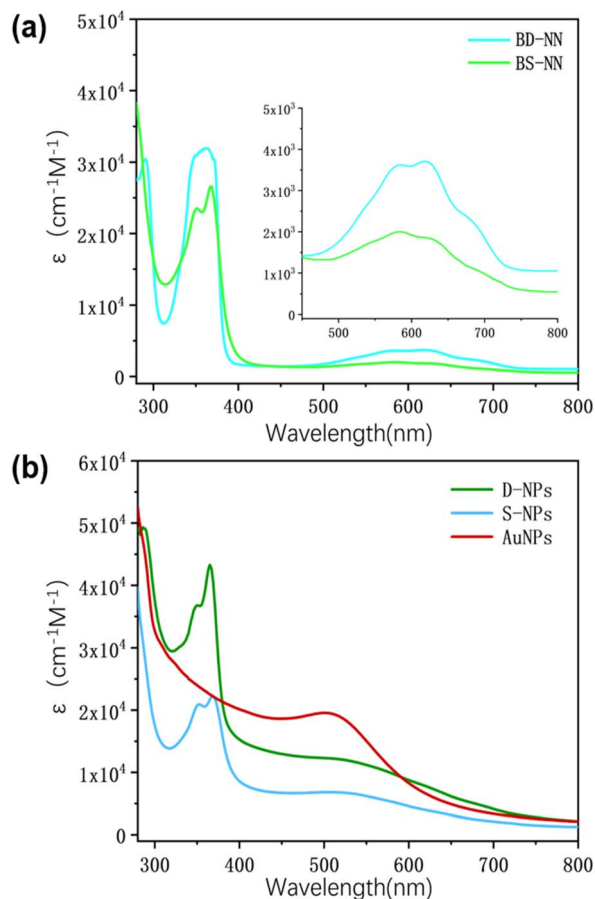 (a)
5x10⁴
4x10⁴
3x10⁴
2x10⁴
1x10⁴
0
ε (cm⁻¹M⁻¹)
BD-NN
BS-NN
5x10³
4x10³
3x10³
2x10³
1x10³
0
500 600 700 800
300 400 500 600 700 800
Wavelength(nm)
(b)
6x10⁴
5x10⁴
4x10⁴
3x10⁴
2x10⁴
1x10⁴
0
ε (cm⁻¹M⁻¹)
D-NPs
S-NPs
AuNPs
300 400 500 600 700 800
Wavelength(nm)